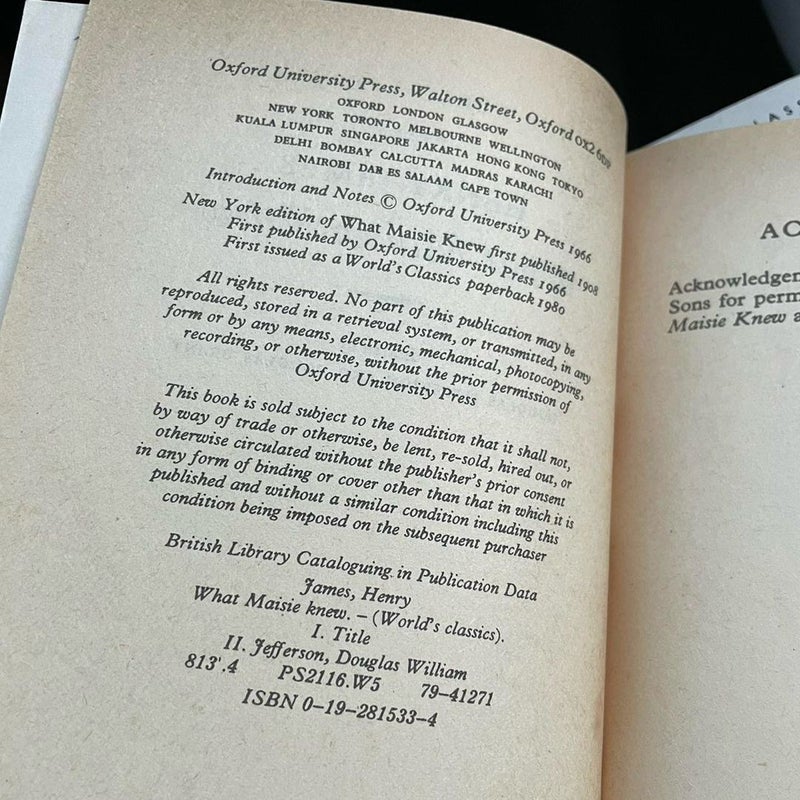 Oxford University Press, Walton Street, Oxford OX2 6DP
OXFORD LONDON GLASGOW
NEW YORK TORONTO MELBOURNE WELLINGTON
KUALA LUMPUR SINGAPORE JAKARTA HONG KONG TOKYO
DELHI BOMBAY CALCUTTA MADRAS KARACHI
NAIROBI DAR ES SALAAM CAPE TOWN
Introduction and Notes © Oxford University Press 1966
New York edition of What Maisie Knew first published 1908
First published by Oxford University Press 1966
First issued as a World's Classics paperback 1980
All rights reserved. No part of this publication may be
reproduced, stored in a retrieval system, or transmitted, in any
form or by any means, electronic, mechanical, photocopying,
recording, or otherwise, without the prior permission of
Oxford University Press
This book is sold subject to the condition that it shall not,
by way of trade or otherwise, be lent, re-sold, hired out, or
otherwise circulated without the publisher's prior consent
in any form of binding or cover other than that in which it is
published and without a similar condition including this
condition being imposed on the subsequent purchaser
British Library Cataloguing in Publication Data
James, Henry
What Maisie knew. – (World's classics).
I. Title
II. Jefferson, Douglas William
813'.4 PS2116.W5 79-41271
ISBN 0-19-281533-4
AC
Acknowledgen
Sons for perm
Maisie Knew a